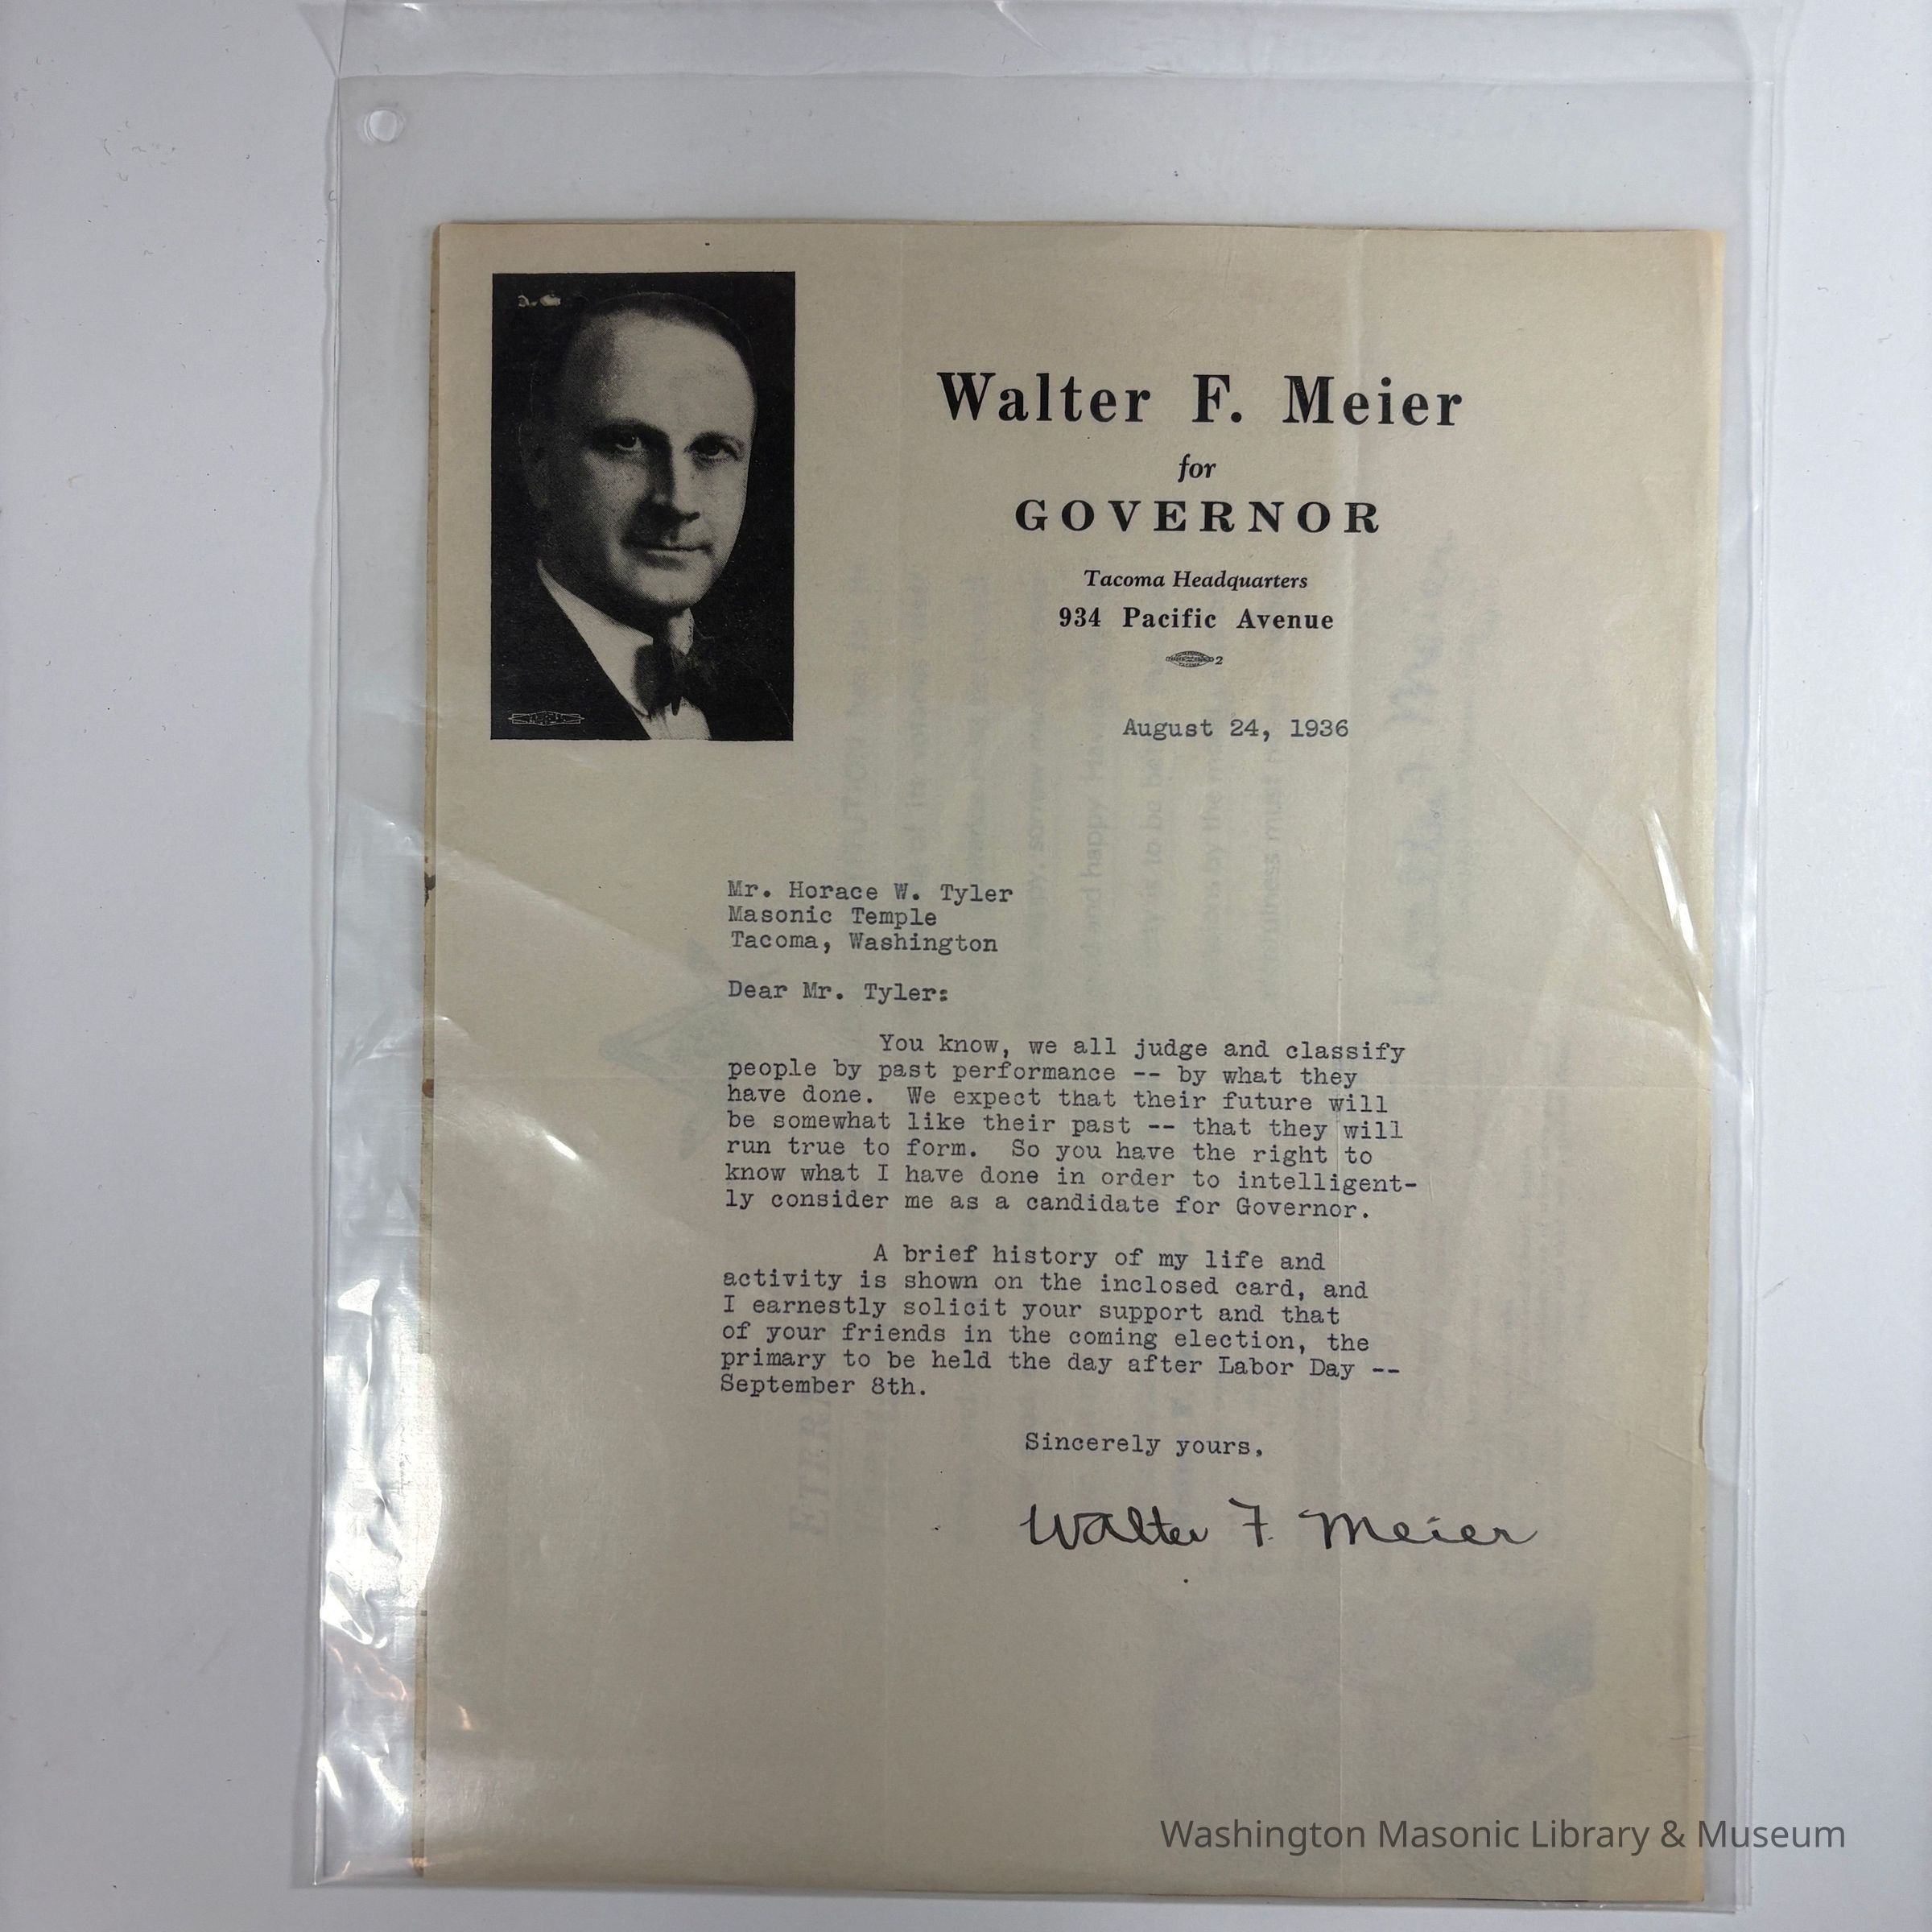 Walter F. Meier
for
GOVERNOR
Tacoma Headquarters
934 Pacific Avenue
2
August 24, 1936
Mr. Horace W. Tyler
Masonic Temple
Tacoma, Washington
Dear Mr. Tyler:
You know, we all judge and classify
people by past performance -- by what they
have done. We expect that their future will
be somewhat like their past -- that they will
run true to form. So you have the right to
know what I have done in order to intelligent-
ly consider me as a candidate for Governor.
A brief history of my life and
activity is shown on the inclosed card, and
I earnestly solicit your support and that
of your friends in the coming election, the
primary to be held the day after Labor Day --
September 8th.
Sincerely yours,
Walter F. Meier
Washington Masonic Library & Museum